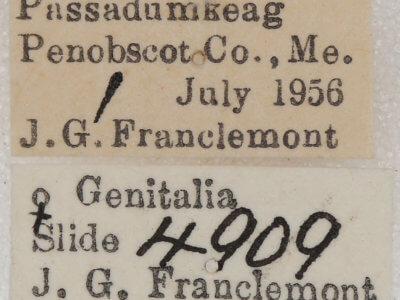 Passadumkeag
Penobscot Co., Me.
1 July 1956
J. G. Franclemont
♀ Genitalia
Slide 4909
J. G. Franclemont